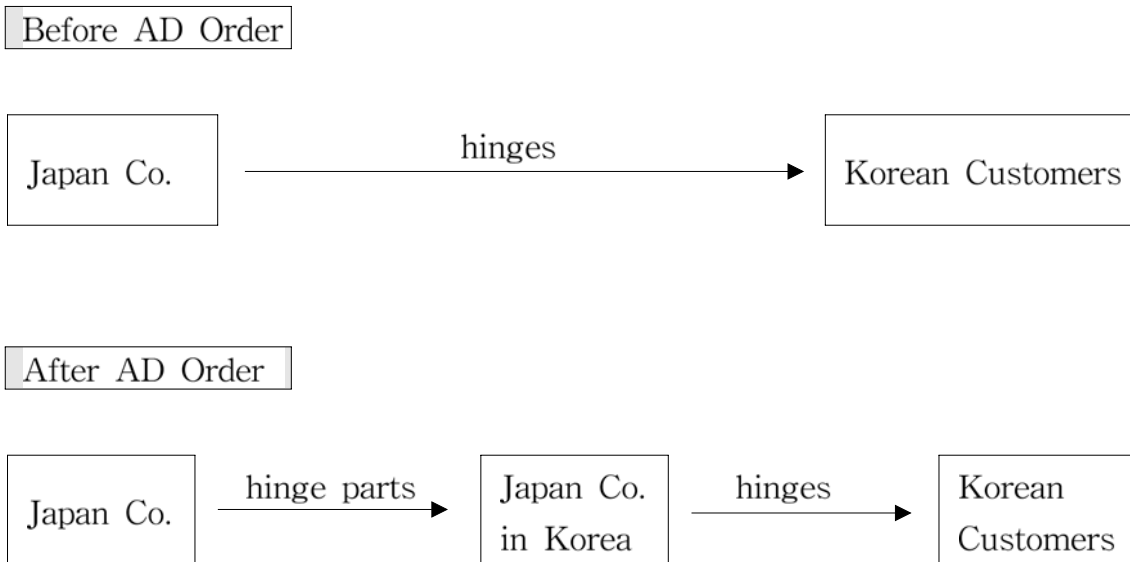 Before AD Order
hinges
Japan Co.
Korean Customers
After AD Order
hinge parts
hinges
Japan Co.
Japan Co.
in Korea
Korean
Customers